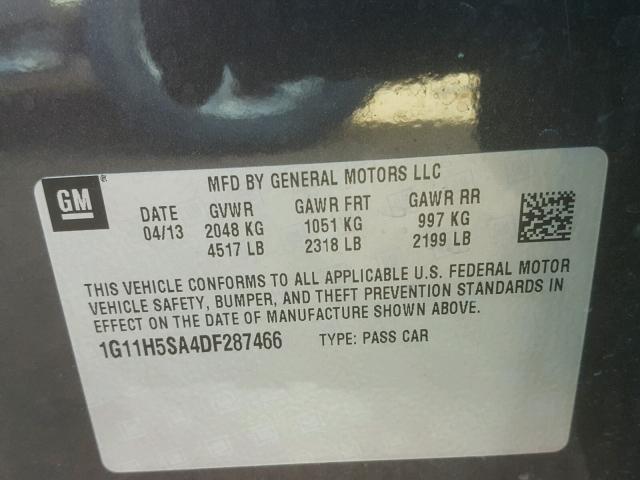 GM®
MFD BY GENERAL MOTORS LLC
DATE GVWR GAWR FRT GAWR RR
04/13 2048 KG 1051 KG 997 KG
4517 LB 2318 LB 2199 LB
THIS VEHICLE CONFORMS TO ALL APPLICABLE U.S. FEDERAL MOTOR
VEHICLE SAFETY, BUMPER, AND THEFT PREVENTION STANDARDS IN
EFFECT ON THE DATE OF MANUFACTURE SHOWN ABOVE.
1G11H5SA4DF287466 TYPE: PASS CAR